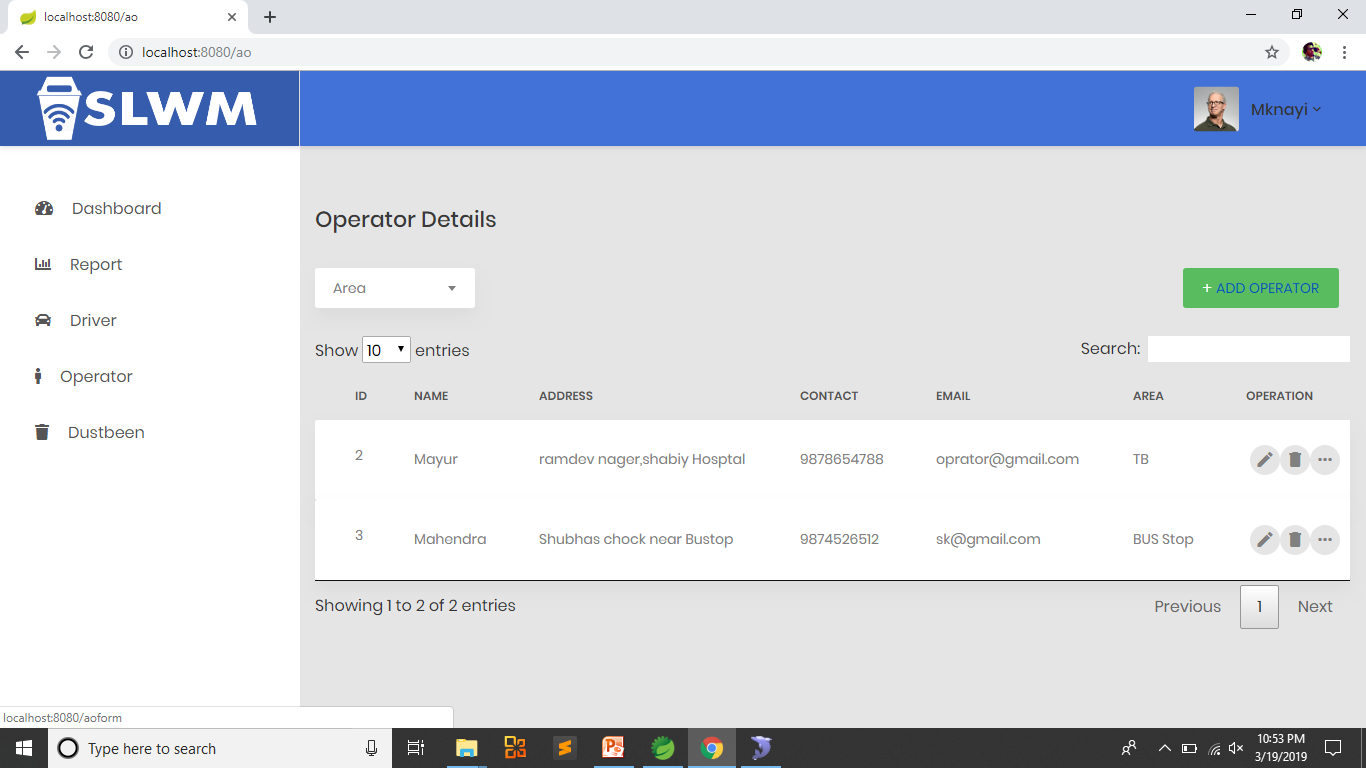 localhost:8080/ao
localhost:8080/ao
SLWM
Mknayi
Dashboard
Report
Driver
Operator
Dustbeen
Operator Details
Area
+ ADD OPERATOR
Show 10 entries
Search:
ID NAME ADDRESS CONTACT EMAIL AREA OPERATION
2 Mayur ramdev nager,shabiy Hosptal 9878654788 oprator@gmail.com TB
3 Mahendra Shubhas chock near Bustop 9874526512 sk@gmail.com BUS Stop
Showing 1 to 2 of 2 entries
Previous 1 Next
localhost:8080/aoform
Type here to search
10:53 PM
3/19/2019